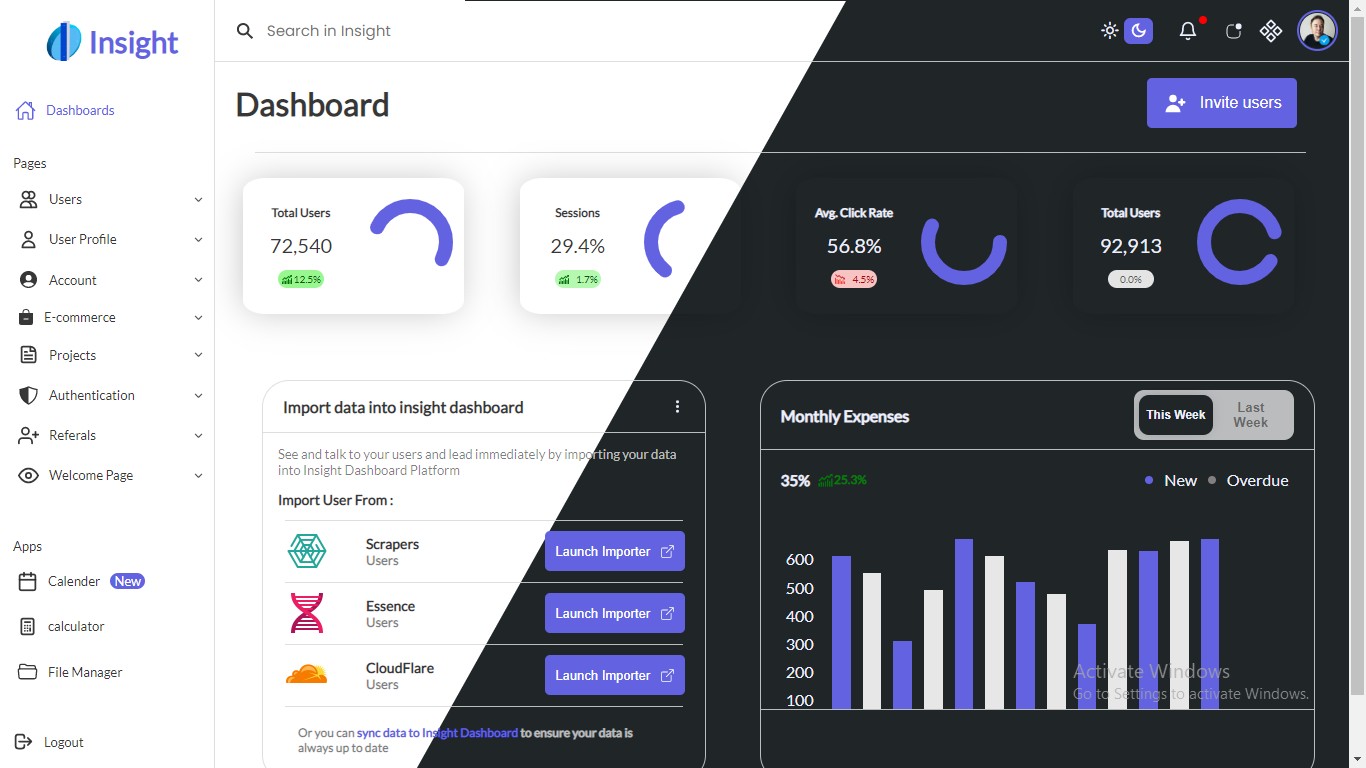 Insight
Search in Insight
Dashboards
Pages
Users
User Profile
Account
E-commerce
Projects
Authentication
Referals
Welcome Page
Apps
Calender New
calculator
File Manager
Logout
Dashboard
Invite users
Total Users
72,540
12.5%
Sessions
29.4%
1.7%
Avg. Click Rate
56.8%
4.5%
Total Users
92,913
0.0%
Import data into insight dashboard
See and talk to your users and lead immediately by importing your data
into Insight Dashboard Platform
Import User From :
Scrapers
Users
Launch Importer
Essence
Users
Launch Importer
CloudFlare
Users
Launch Importer
Or you can sync data to Insight Dashboard to ensure your data is
always up to date
Monthly Expenses
This Week
Last
Week
35% 25.3%
New Overdue
600
500
400
300
200
100
Activate Windows
Go to Settings to activate Windows.